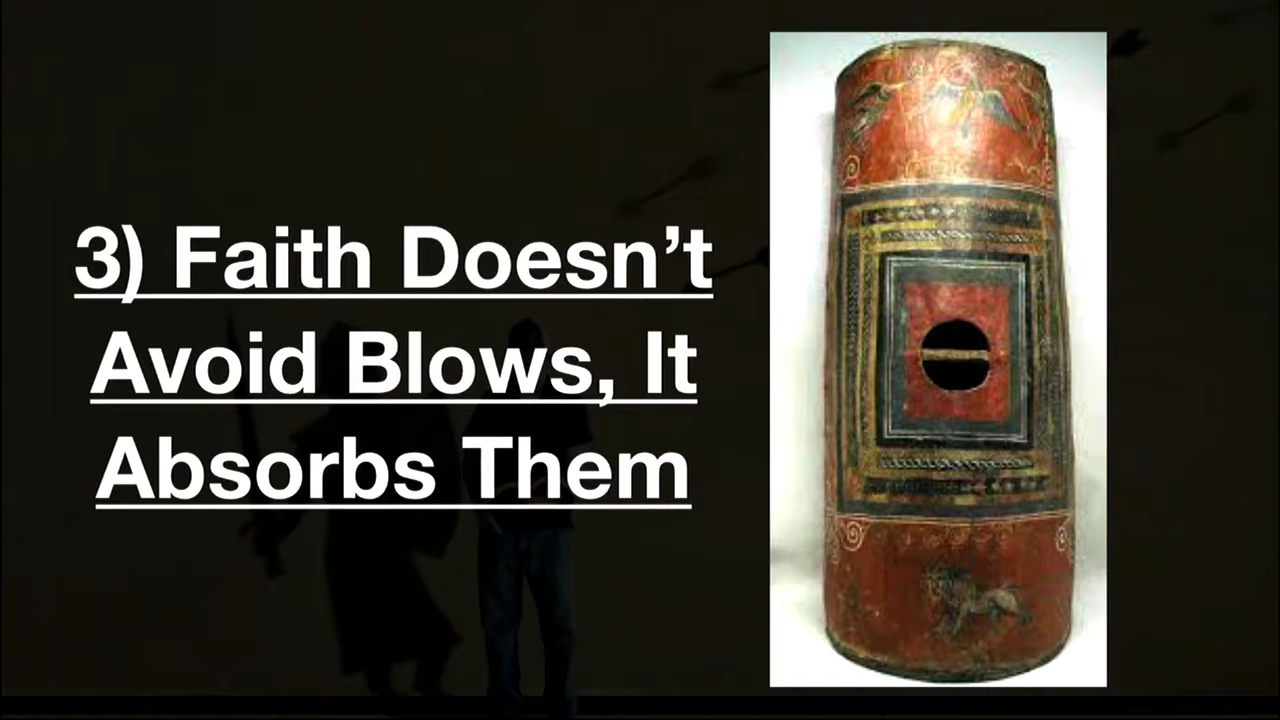 3) Faith Doesn’t
Avoid Blows, It
Absorbs Them